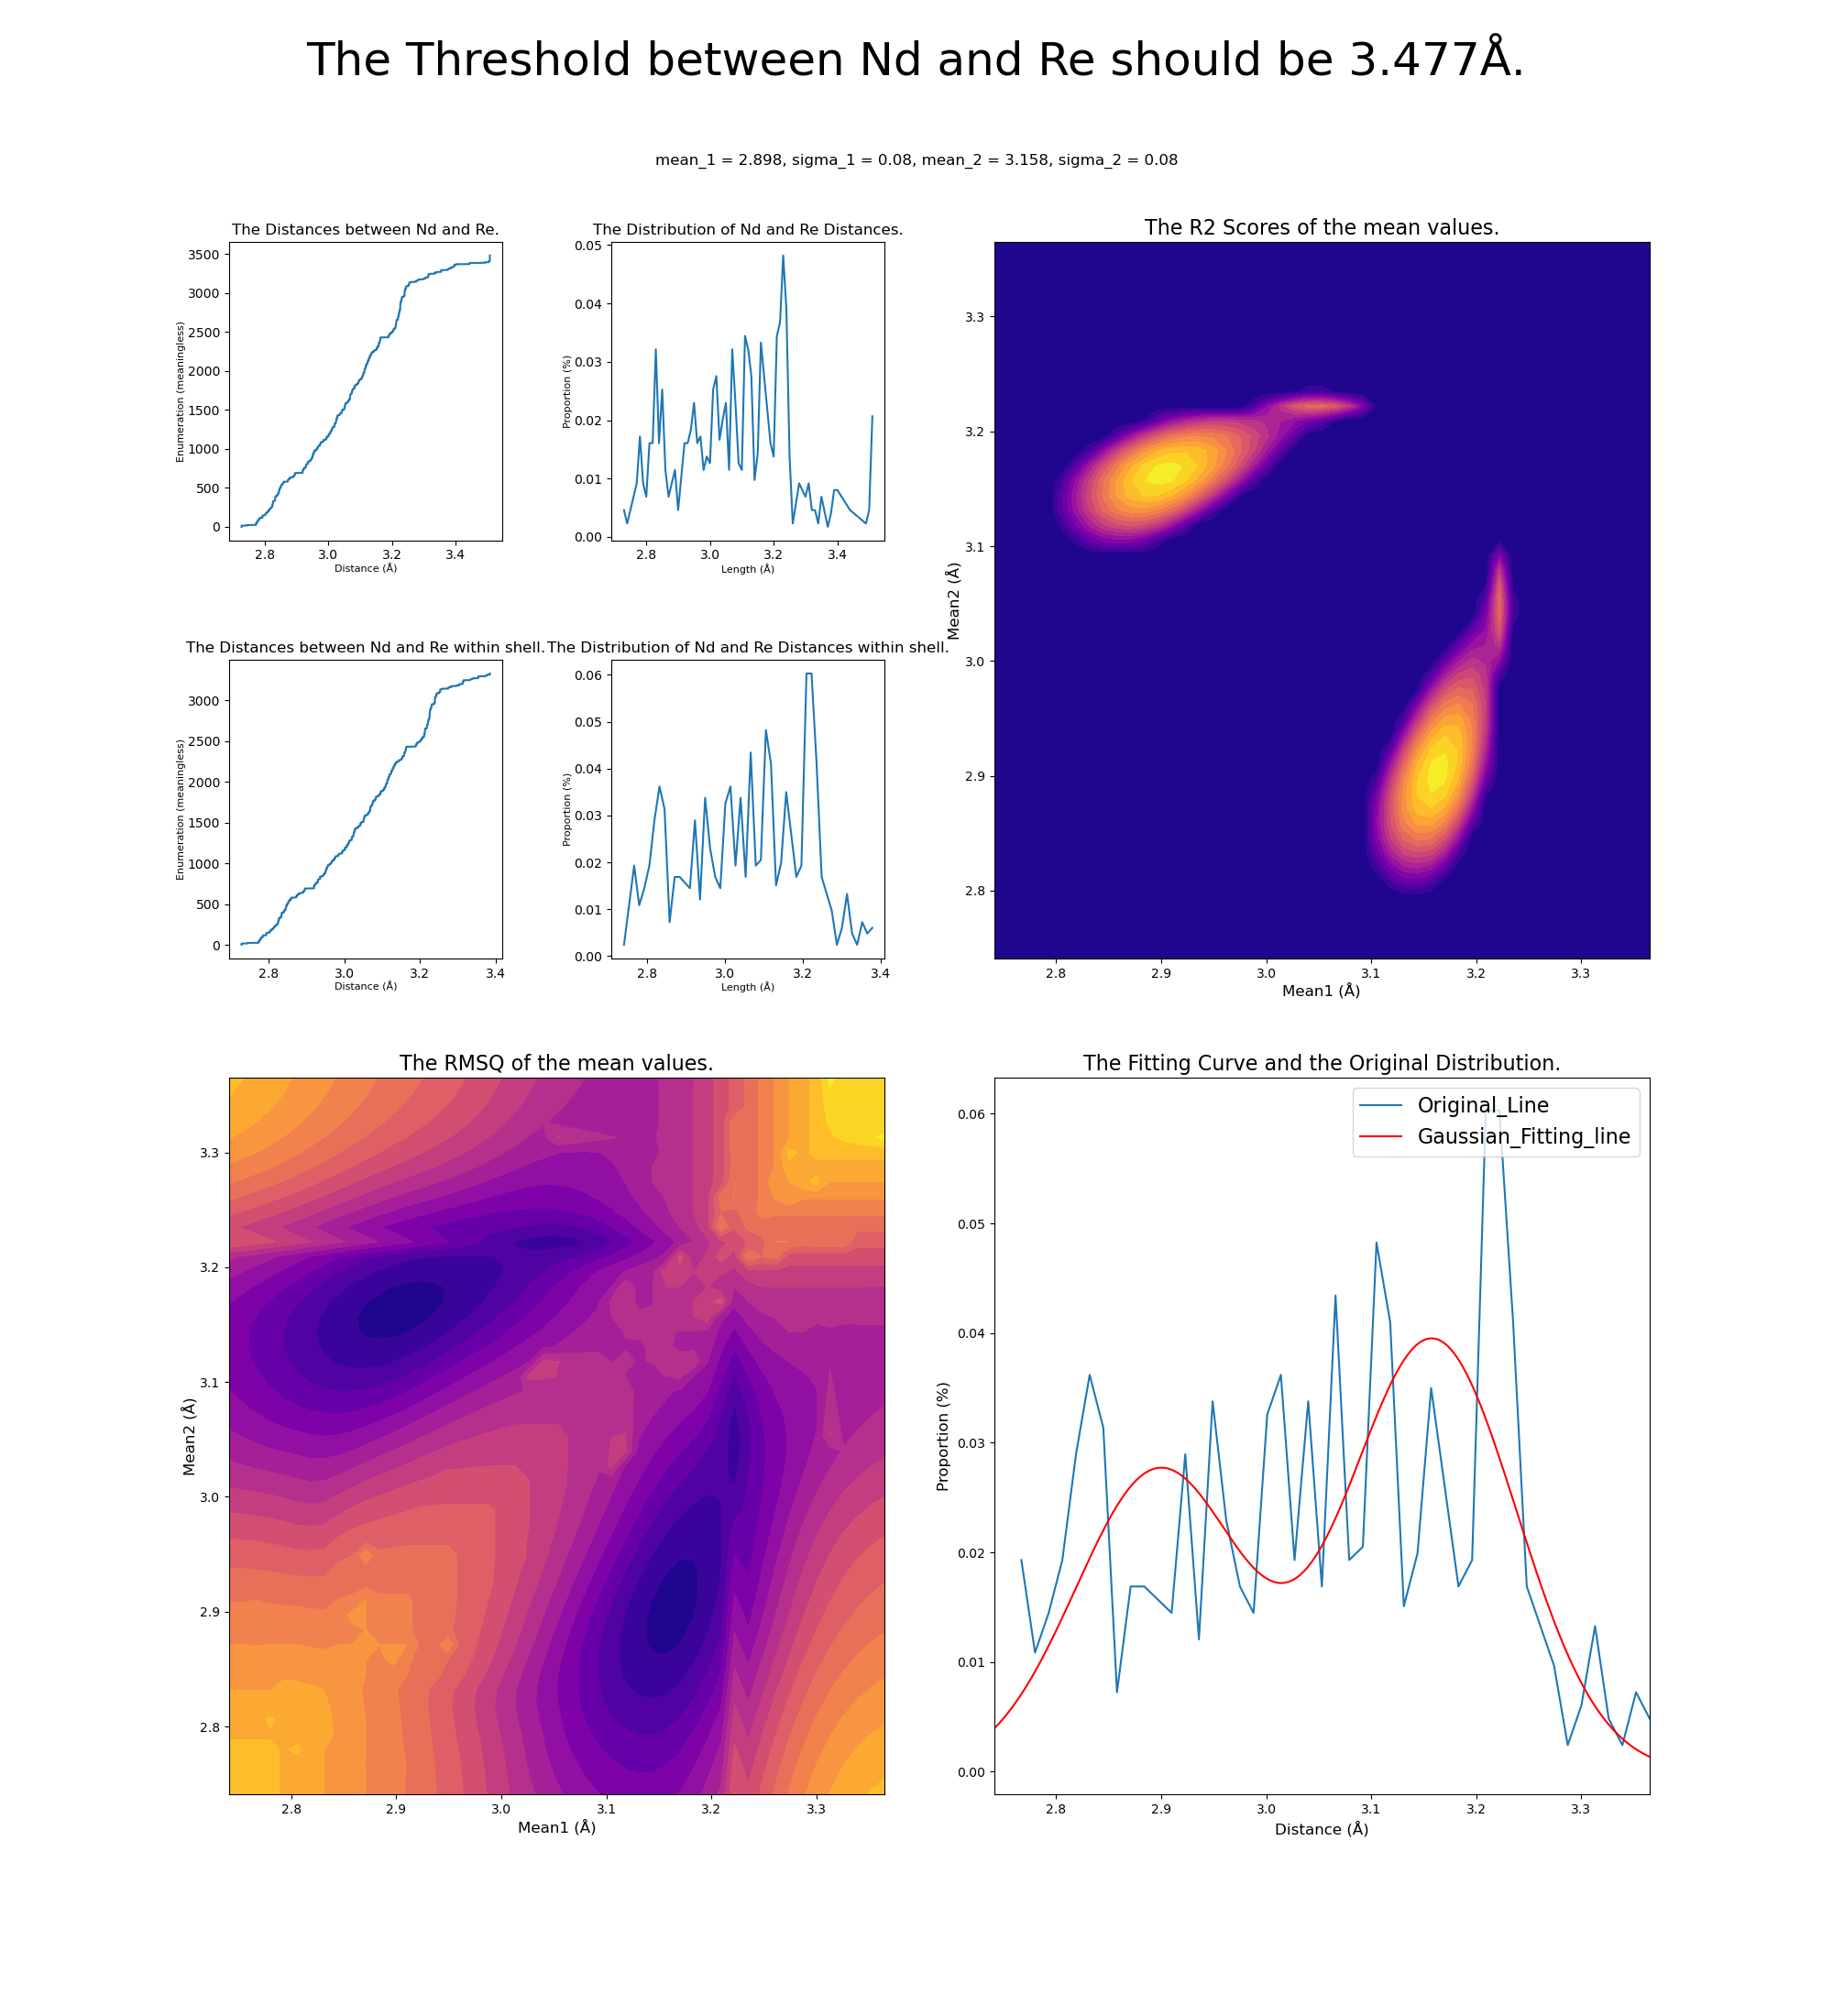 The Threshold between Nd and Re should be 3.477Å.
mean_1 = 2.898, sigma_1 = 0.08, mean_2 = 3.158, sigma_2 = 0.08
The Distances between Nd and Re.
3500
3000
2500
2000
1500
1000
500
0
Enumeration (meaningless)
2.8 3.0 3.2 3.4
Distance (Å)
The Distribution of Nd and Re Distances.
0.05
0.04
0.03
0.02
0.01
0.00
Proportion (%)
2.8 3.0 3.2 3.4
Length (Å)
The R2 Scores of the mean values.
3.3
3.2
3.1
3.0
2.9
2.8
Mean2 (Å)
2.8 2.9 3.0 3.1 3.2 3.3
Mean1 (Å)
The Distances between Nd and Re within shell.
3000
2500
2000
1500
1000
500
0
Enumeration (meaningless)
2.8 3.0 3.2 3.4
Distance (Å)
The Distribution of Nd and Re Distances within shell.
0.06
0.05
0.04
0.03
0.02
0.01
0.00
Proportion (%)
2.8 3.0 3.2 3.4
Length (Å)
The RMSQ of the mean values.
3.3
3.2
3.1
3.0
2.9
2.8
Mean2 (Å)
2.8 2.9 3.0 3.1 3.2 3.3
Mean1 (Å)
The Fitting Curve and the Original Distribution.
Original_Line
Gaussian_Fitting_line
0.06
0.05
0.04
0.03
0.02
0.01
0.00
Proportion (%)
2.8 2.9 3.0 3.1 3.2 3.3
Distance (Å)